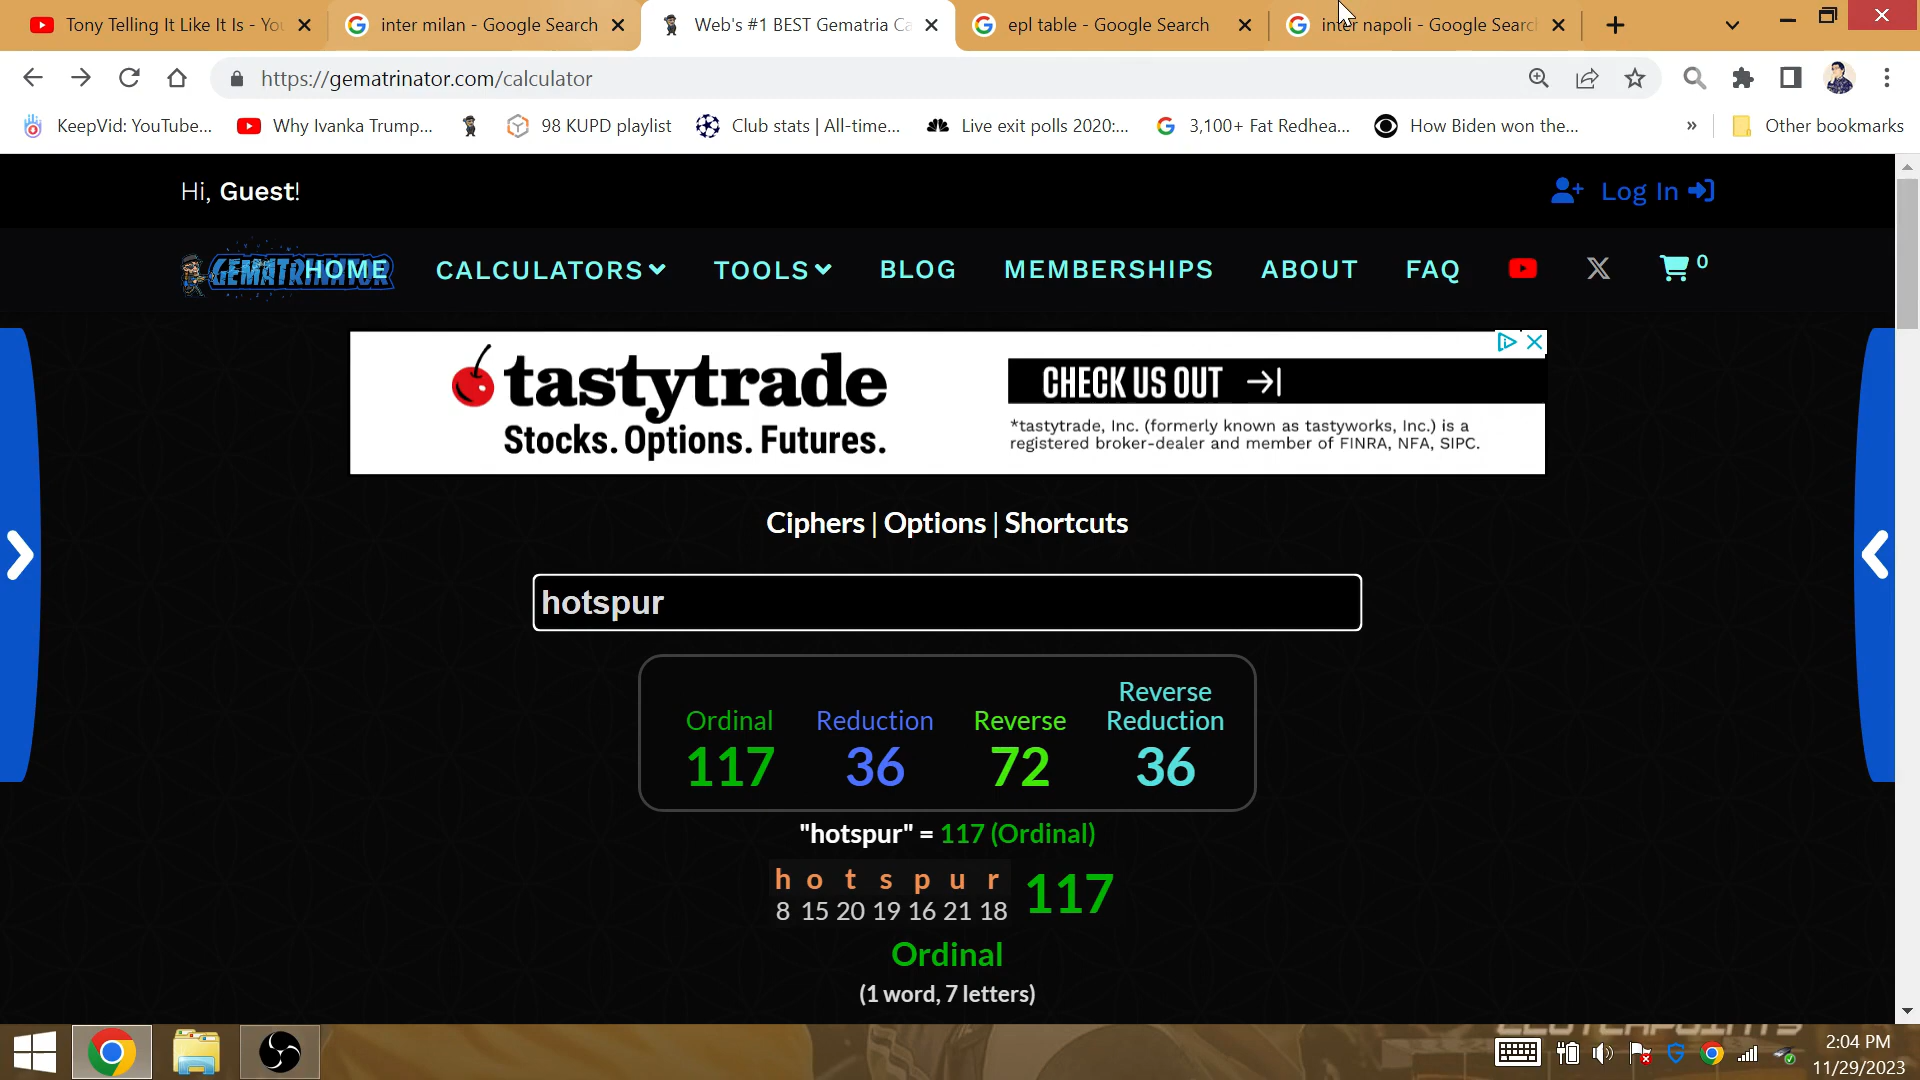 Tony Telling It Like It Is - You
inter milan - Google Search
Web's #1 BEST Gematria Ca
epl table - Google Search
inter napoli - Google Search
https://gematrinator.com/calculator
KeepVid: YouTube...
Why Ivanka Trump...
98 KUPD playlist
Club stats | All-time...
Live exit polls 2020:...
3,100+ Fat Redhea...
How Biden won the...
»
Other bookmarks
Hi, Guest!
Log In
GEMATRINATOR
HOME
CALCULATORS
TOOLS
BLOG
MEMBERSHIPS
ABOUT
FAQ
X
0
tastytrade
Stocks. Options. Futures.
CHECK US OUT
*tastytrade, Inc. (formerly known as tastyworks, Inc.) is a
registered broker-dealer and member of FINRA, NFA, SIPC.
Ciphers | Options | Shortcuts
hotspur
Ordinal
117
Reduction
36
Reverse
72
Reverse
Reduction
36
"hotspur" = 117 (Ordinal)
h o t s p u r
8 15 20 19 16 21 18
117
Ordinal
(1 word, 7 letters)
2:04 PM
11/29/2023